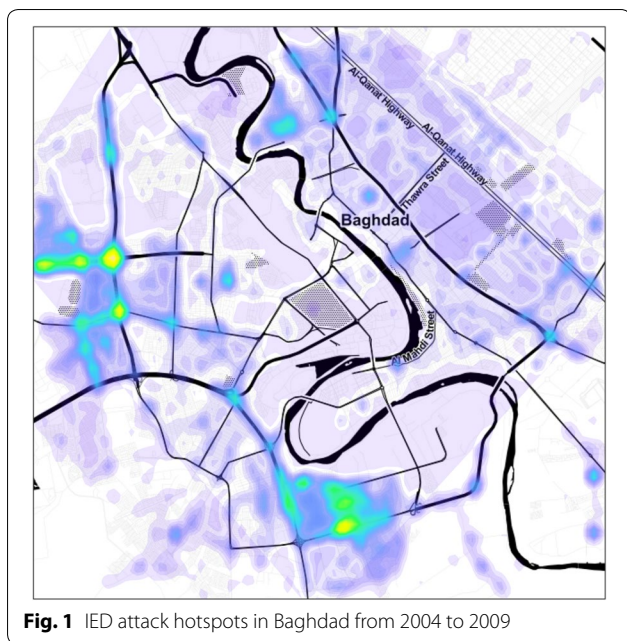 Al-Qanat Highway
Al-Qanat Highway
Thawra Street
Baghdad
Al Mahdi Street
Fig. 1 IED attack hotspots in Baghdad from 2004 to 2009